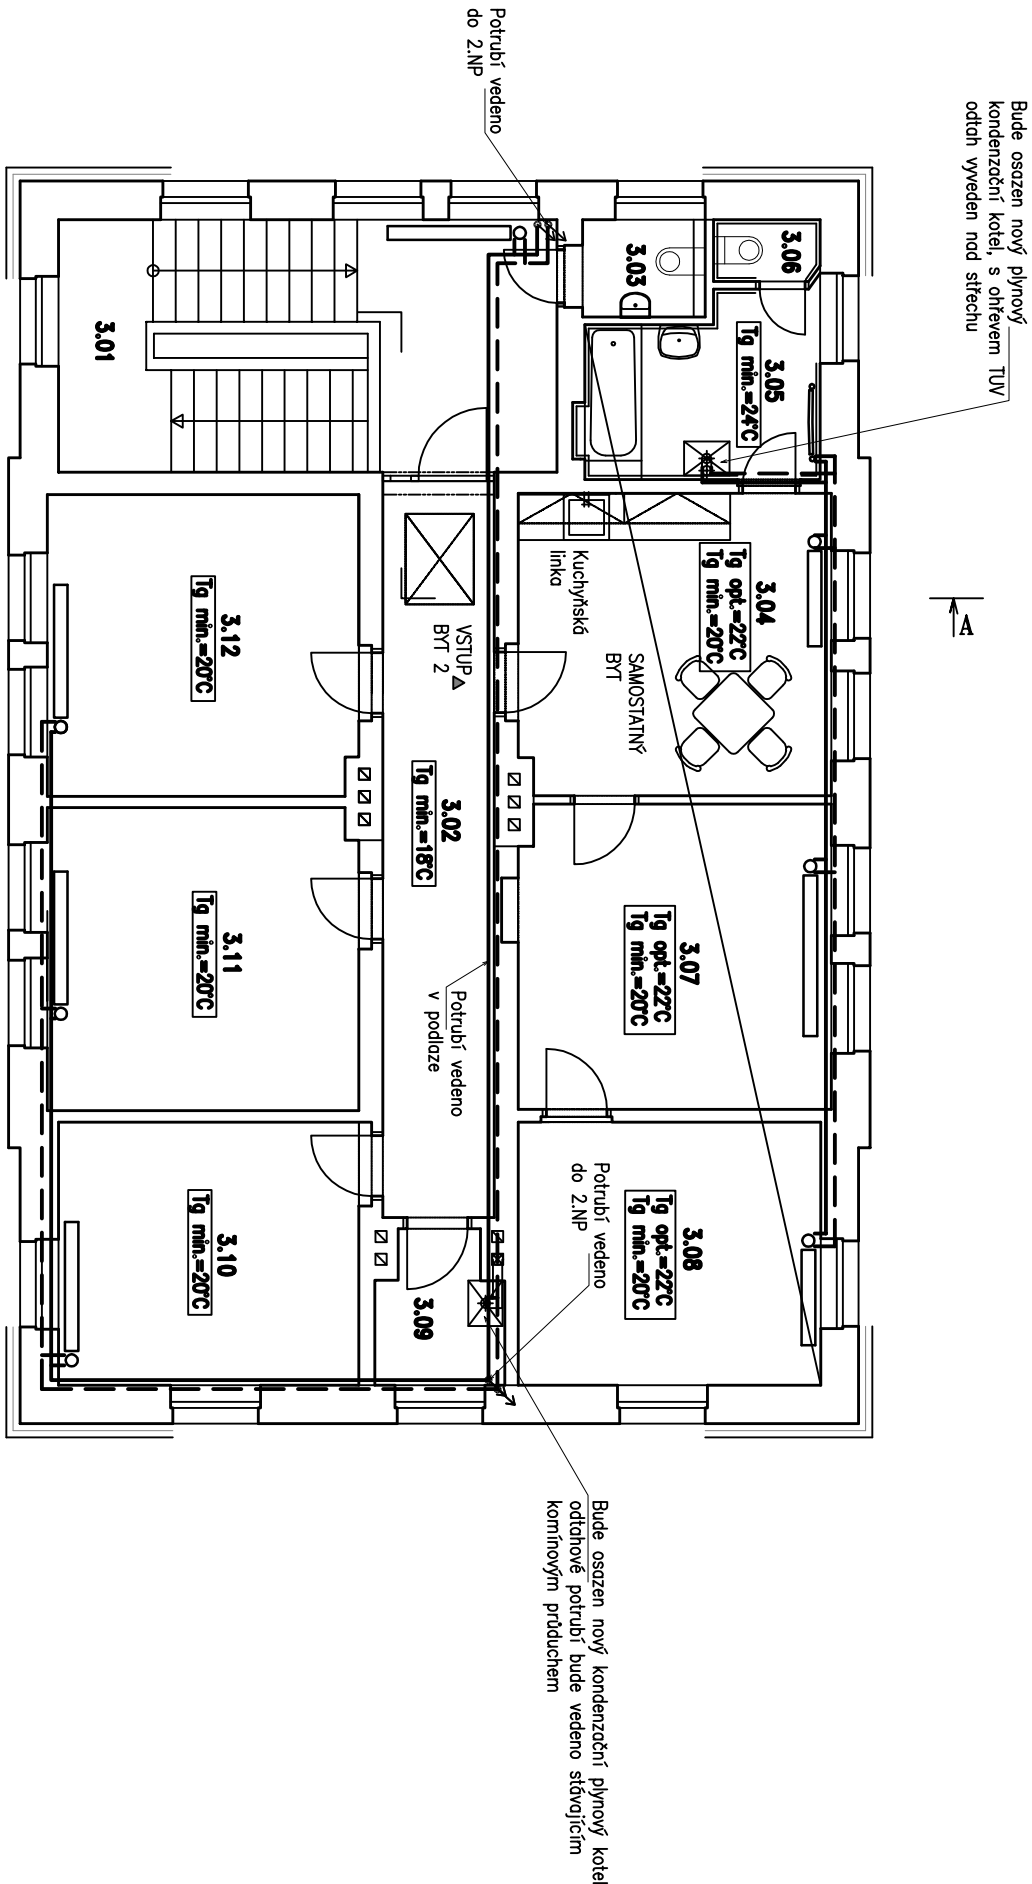 Bude osazen nový plynový
kondenzační kotel, s ohřevem TUV
odtah vyveden nad střechu
Potrubí vedeno
do 2.NP
A
3.06
3.05
Tg min.=24°C
3.03
3.01
3.04
Tg opt.=22°C
Tg min.=20°C
Kuchyňská
linka
SAMOSTATNÝ
BYT
VSTUP
BYT 2
3.12
Tg min.=20°C
3.02
Tg min.=18°C
3.07
Tg opt.=22°C
Tg min.=20°C
3.11
Tg min.=20°C
Potrubí vedeno
v podlaze
3.08
Tg opt.=22°C
Tg min.=20°C
Potrubí vedeno
do 2.NP
3.10
Tg min.=20°C
3.09
Bude osazen nový kondenzační plynový kotel
odtahové potrubí bude vedeno stávajícím
komínovým průduchem